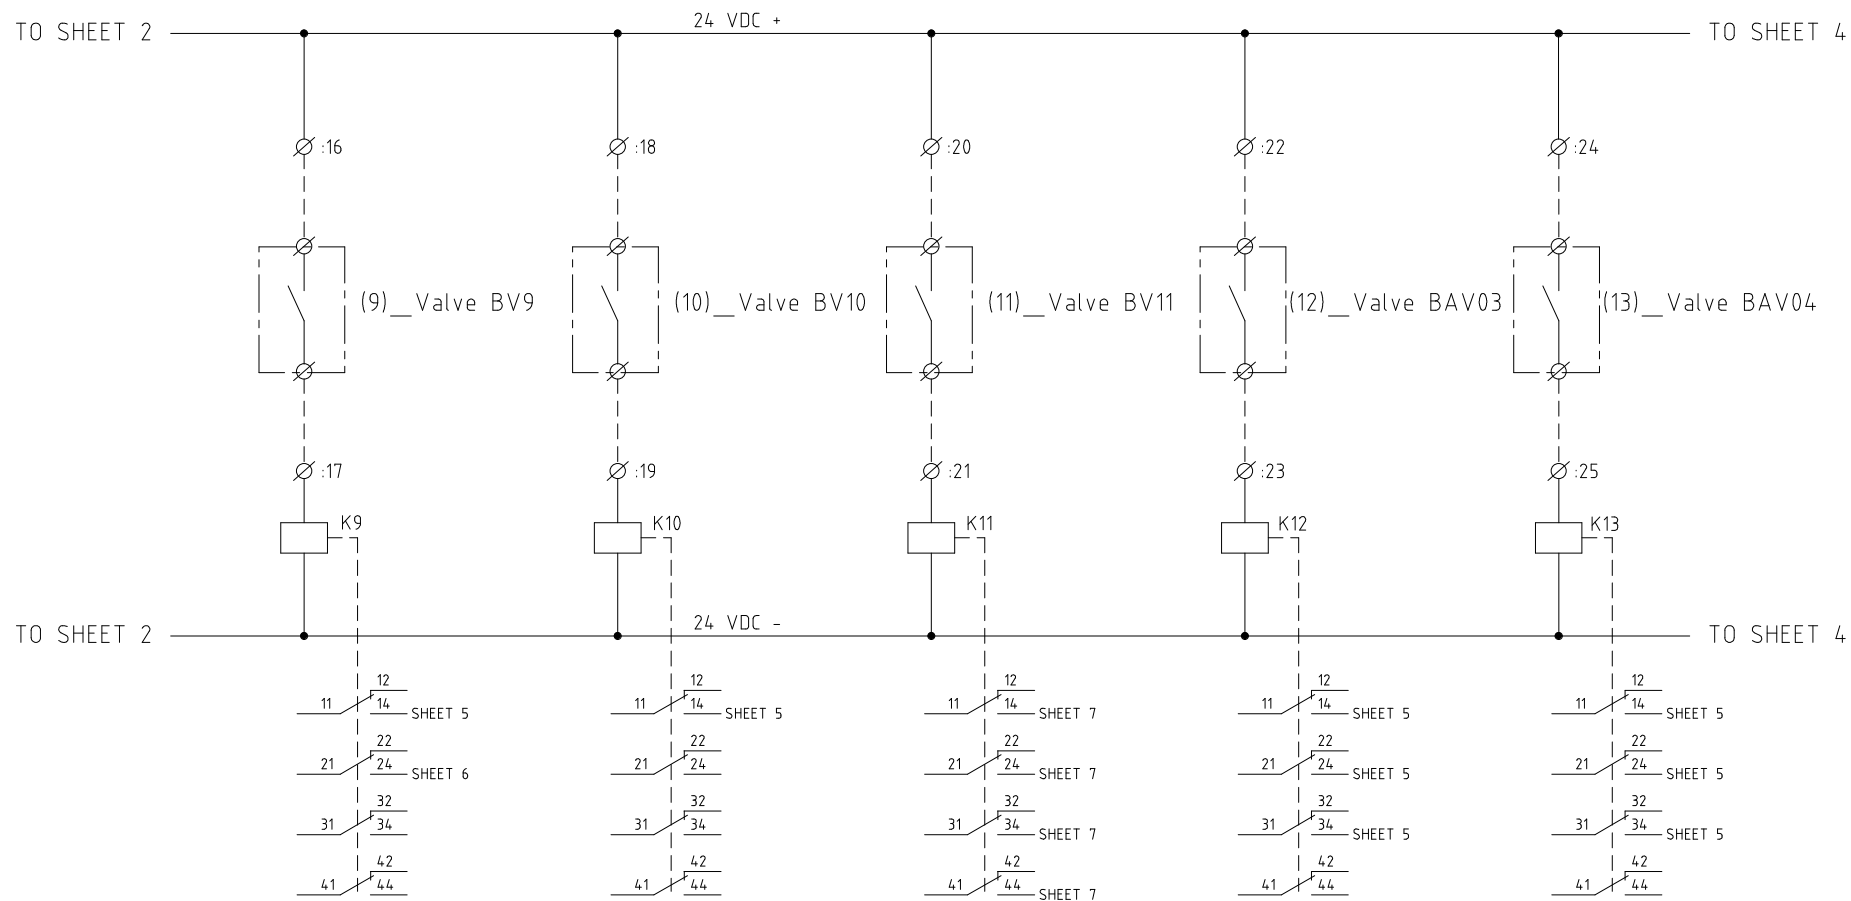 24 VDC +
TO SHEET 2
TO SHEET 4
:16
:18
:20
:22
:24
(9)__Valve BV9
(10)__Valve BV10
(11)__Valve BV11
(12)__Valve BAV03
(13)__Valve BAV04
:17
:19
:21
:23
:25
K9
K10
K11
K12
K13
24 VDC -
TO SHEET 2
TO SHEET 4
12
12
12
12
12
11
14
SHEET 5
11
14
SHEET 5
11
14
SHEET 7
11
14
SHEET 5
11
14
SHEET 5
22
22
22
22
22
21
24
SHEET 6
21
24
21
24
SHEET 7
21
24
SHEET 5
21
24
SHEET 5
32
32
32
32
32
31
34
31
34
31
34
SHEET 7
31
34
SHEET 5
31
34
SHEET 5
42
42
42
42
42
41
44
41
44
41
44
SHEET 7
41
44
41
44